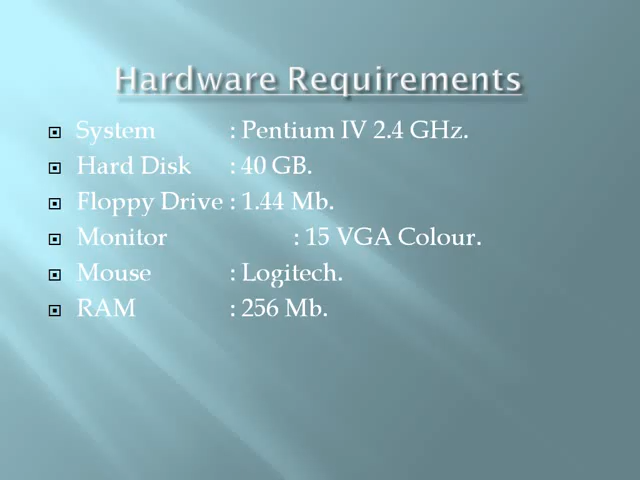 Hardware Requirements
System : Pentium IV 2.4 GHz.
Hard Disk : 40 GB.
Floppy Drive : 1.44 Mb.
Monitor : 15 VGA Colour.
Mouse : Logitech.
RAM : 256 Mb.